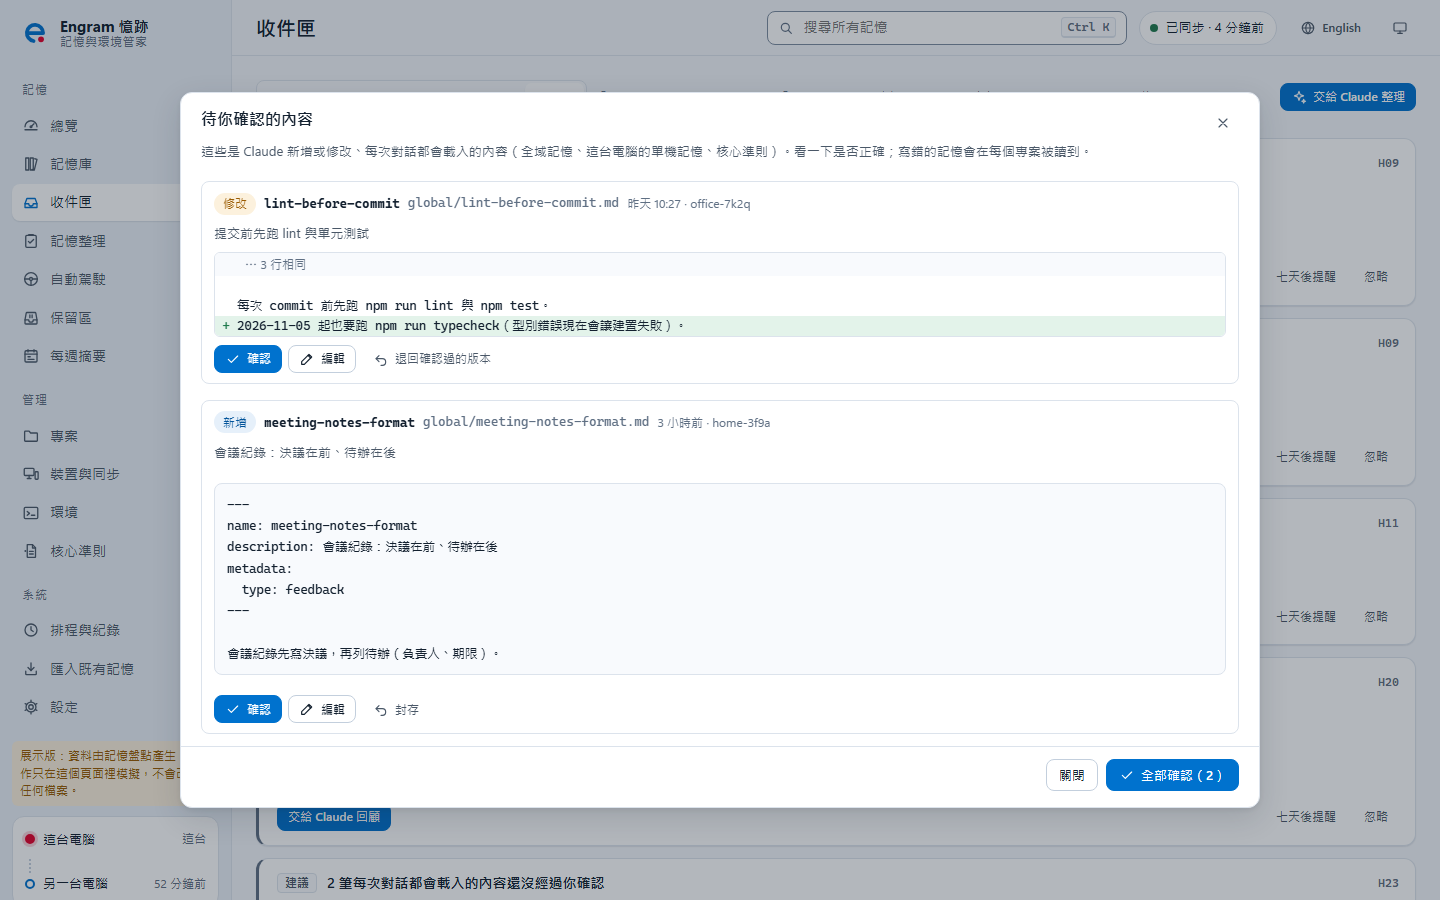 Engram 憶跡
記憶與環境管家
收件匣
搜尋所有記憶
Ctrl K
已同步 · 4 分鐘前
English
記憶
總覽
記憶庫
收件匣
記憶整理
自動駕駛
保留區
每週摘要
管理
專案
裝置與同步
環境
核心準則
系統
排程與紀錄
匯入既有記憶
設定
展示版：資料由記憶盤點產生
作只在這個頁面裡模擬，不會
任何檔案。
這台電腦
這台
另一台電腦
52 分鐘前
交給 Claude 整理
H09
七天後提醒
忽略
H09
七天後提醒
忽略
H11
七天後提醒
忽略
H20
交給 Claude 回顧
七天後提醒
忽略
建議
2 筆每次對話都會載入的內容還沒經過你確認
H23
待你確認的內容
這些是 Claude 新增或修改、每次對話都會載入的內容（全域記憶、這台電腦的單機記憶、核心準則）。看一下是否正確；寫錯的記憶會在每個專案被讀到。
修改
lint-before-commit
global/lint-before-commit.md
昨天 10:27 · office-7k2q
提交前先跑 lint 與單元測試
⋯ 3 行相同
每次 commit 前先跑 npm run lint 與 npm test。
+ 2026-11-05 起也要跑 npm run typecheck（型別錯誤現在會讓建置失敗）。
確認
編輯
退回確認過的版本
新增
meeting-notes-format
global/meeting-notes-format.md
3 小時前 · home-3f9a
會議紀錄：決議在前、待辦在後
---
name: meeting-notes-format
description: 會議紀錄：決議在前、待辦在後
metadata:
  type: feedback
---
會議紀錄先寫決議，再列待辦（負責人、期限）。
確認
編輯
封存
關閉
全部確認（2）